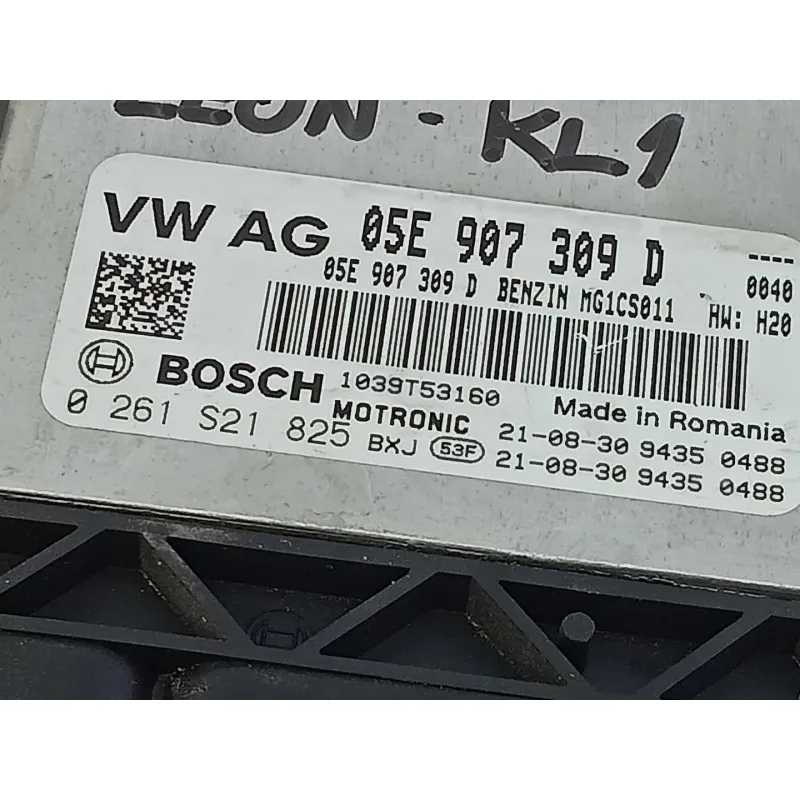 LEON - KL1
VW AG 05E 907 309 D ----
05E 907 309 D BENZIN MG1CS011 0040
HW: H20
BOSCH 1039T53160 Made in Romania
0 261 S21 825 MOTRONIC 21-08-30 9435 0488
BXJ 53F 21-08-30 9435 0488